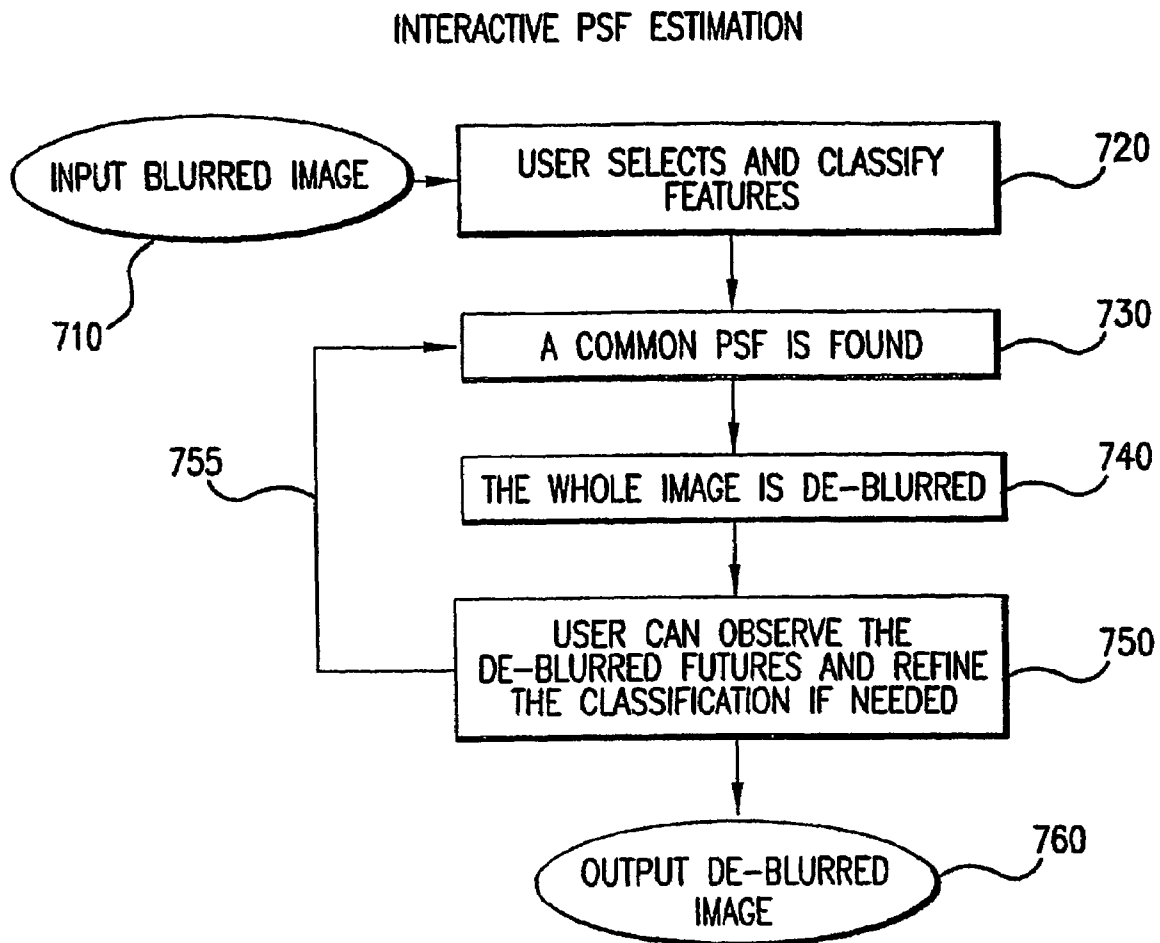 INTERACTIVE PSF ESTIMATION
INPUT BLURRED IMAGE
710
USER SELECTS AND CLASSIFY
FEATURES
720
A COMMON PSF IS FOUND
730
755
THE WHOLE IMAGE IS DE-BLURRED
740
USER CAN OBSERVE THE
DE-BLURRED FUTURES AND REFINE
THE CLASSIFICATION IF NEEDED
750
OUTPUT DE-BLURRED
IMAGE
760